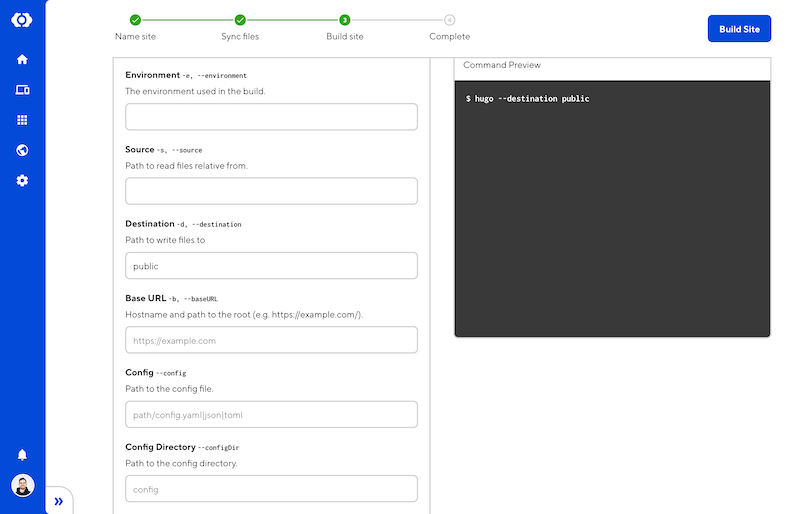 Name site
Sync files
3
Build site
4
Complete
Build Site
Environment -e, --environment
The environment used in the build.
Source -s, --source
Path to read files relative from.
Destination -d, --destination
Path to write files to
public
Base URL -b, --baseURL
Hostname and path to the root (e.g. https://example.com/).
https://example.com
Config --config
Path to the config file.
path/config.yaml|json|toml
Config Directory --configDir
Path to the config directory.
config
Command Preview
$ hugo --destination public